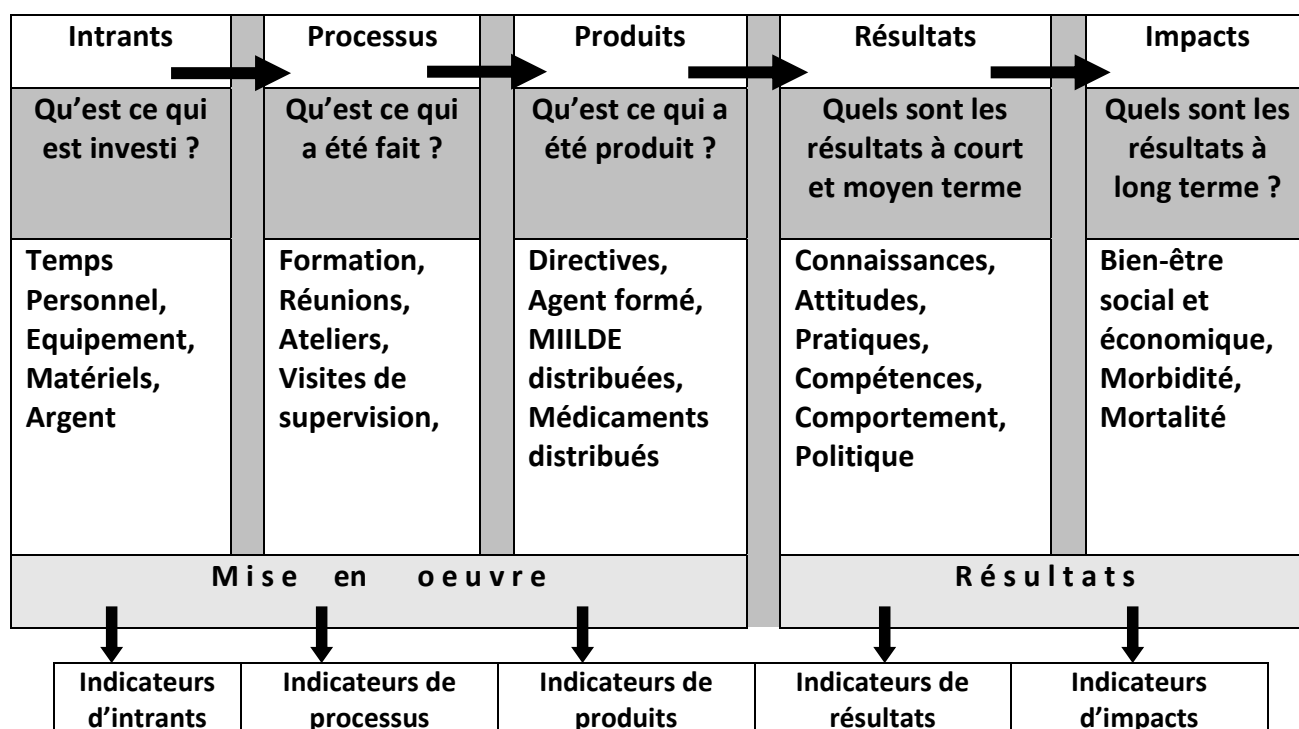 Intrants
Processus
Produits
Résultats
Impacts
Qu’est ce qui
est investi ?
Qu’est ce qui
a été fait ?
Qu’est ce qui a
été produit ?
Quels sont les
résultats à court
et moyen terme
Quels sont les
résultats à
long terme ?
Temps
Personnel,
Equipement,
Matériels,
Argent
Formation,
Réunions,
Ateliers,
Visites de
supervision,
Directives,
Agent formé,
MIILDE
distribuées,
Médicaments
distribués
Connaissances,
Attitudes,
Pratiques,
Compétences,
Comportement,
Politique
Bien-être
social et
économique,
Morbidité,
Mortalité
Mise en oeuvre
Résultats
Indicateurs
d’intrants
Indicateurs de
processus
Indicateurs de
produits
Indicateurs de
résultats
Indicateurs
d’impacts